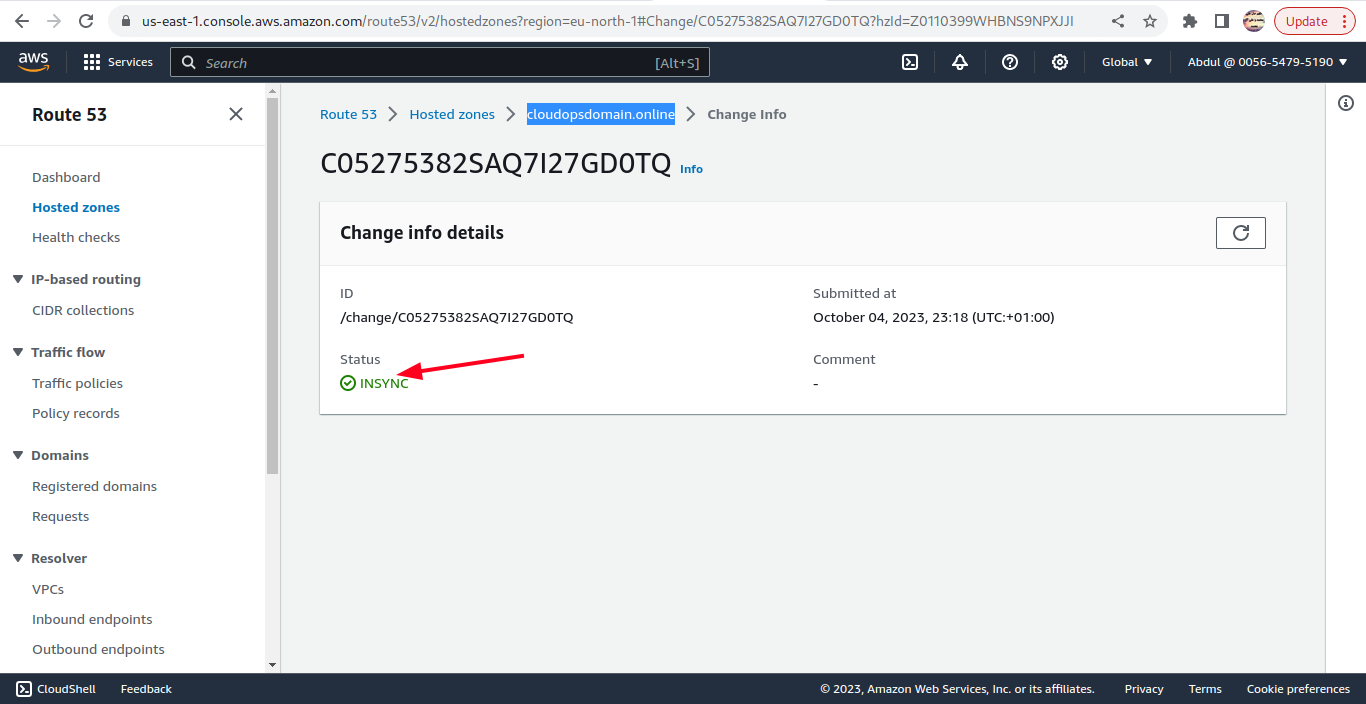 us-east-1.console.aws.amazon.com/route53/v2/hostedzones?region=eu-north-1#Change/C05275382SAQ7I27GD0TQ?hzId=Z0110399WHBNS9NPXJJI
Update
aws
Services
Search
[Alt+S]
Global
Abdul @ 0056-5479-5190
Route 53
Dashboard
Hosted zones
Health checks
IP-based routing
CIDR collections
Traffic flow
Traffic policies
Policy records
Domains
Registered domains
Requests
Resolver
VPCs
Inbound endpoints
Outbound endpoints
Route 53 > Hosted zones > cloudopsdomain.online > Change Info
C05275382SAQ7I27GD0TQ Info
Change info details
ID
/change/C05275382SAQ7I27GD0TQ
Submitted at
October 04, 2023, 23:18 (UTC:+01:00)
Status
INSYNC
Comment
-
CloudShell
Feedback
© 2023, Amazon Web Services, Inc. or its affiliates.
Privacy
Terms
Cookie preferences